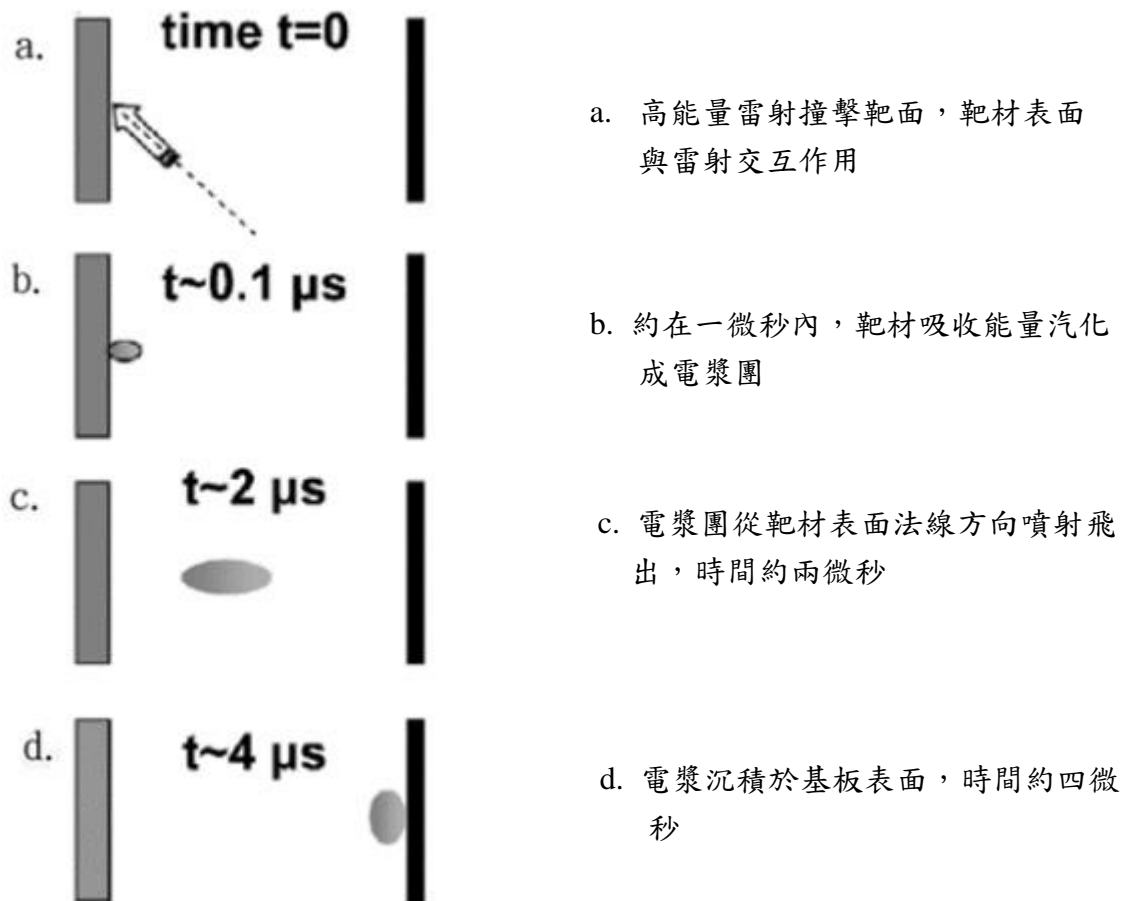 a.
time t=0
a. 高能量雷射撞擊靶面，靶材表面
與雷射交互作用
b.
t~0.1 μs
b. 約在一微秒內，靶材吸收能量汽化
成電漿團
c.
t~2 μs
c. 電漿團從靶材表面法線方向噴射飛
出，時間約兩微秒
d.
t~4 μs
d. 電漿沉積於基板表面，時間約四微
秒